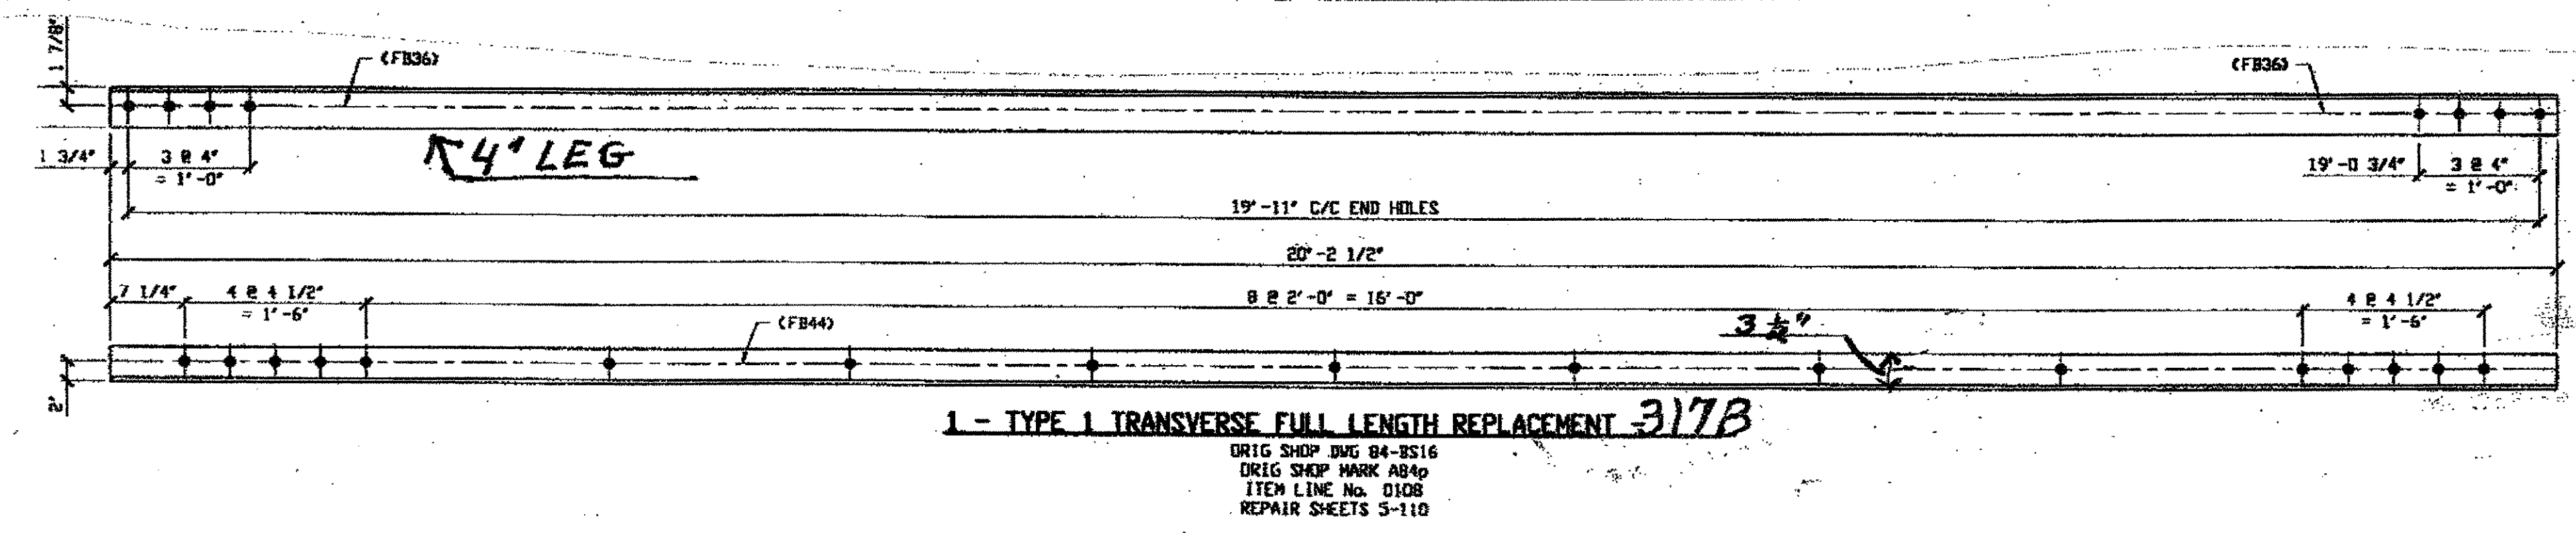 1 7/8"
(FB36)
(FB36)
4" LEG
1 3/4"
3 @ 4"
= 1'-0"
19'-0 3/4"
3 @ 4"
= 1'-0"
19'-11" C/C END HOLES
20'-2 1/2"
7 1/4"
4 @ 4 1/2"
= 1'-6"
8 @ 2'-0" = 16'-0"
4 @ 4 1/2"
= 1'-6"
(FB44)
3 1/2"
2"
1 - TYPE 1 TRANSVERSE FULL LENGTH REPLACEMENT -317B
ORIG SHOP DWG 84-BS16
ORIG SHOP MARK A84p
ITEM LINE No. 0108
REPAIR SHEETS S-110